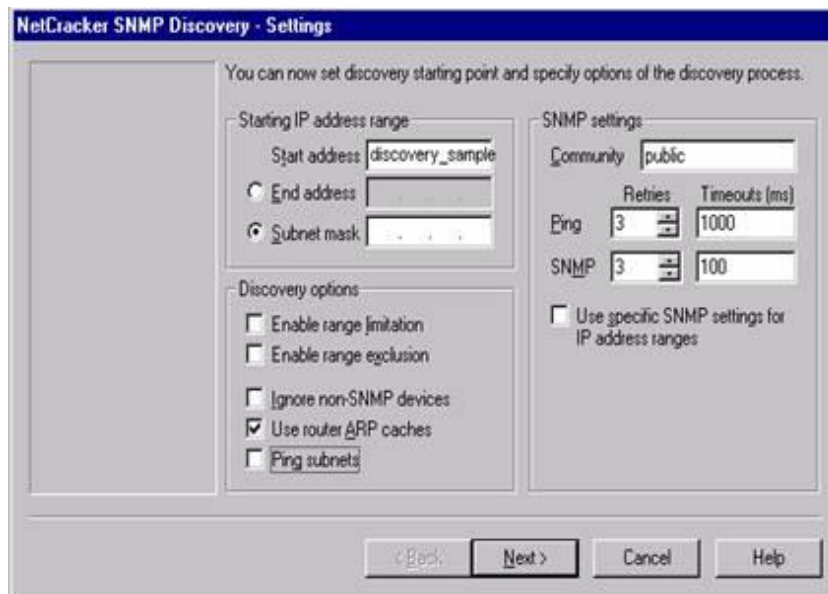 NetCracker SNMP Discovery - Settings
You can now set discovery starting point and specify options of the discovery process.
Starting IP address range
Start address discovery_sample
End address
Subnet mask
Discovery options
Enable range limitation
Enable range exclusion
Ignore non-SNMP devices
Use router ARP caches
Ping subnets
SNMP settings
Community public
Retries Timeouts (ms)
Ping 3 1000
SNMP 3 100
Use specific SNMP settings for
IP address ranges
< Back Next > Cancel Help